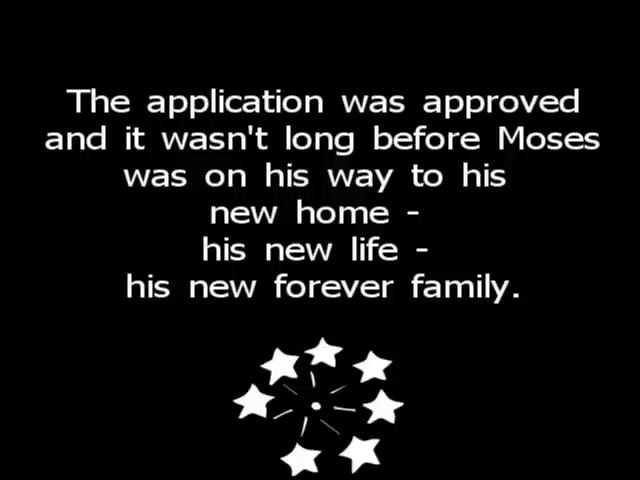 The application was approved
and it wasn't long before Moses
was on his way to his
new home -
his new life -
his new forever family.